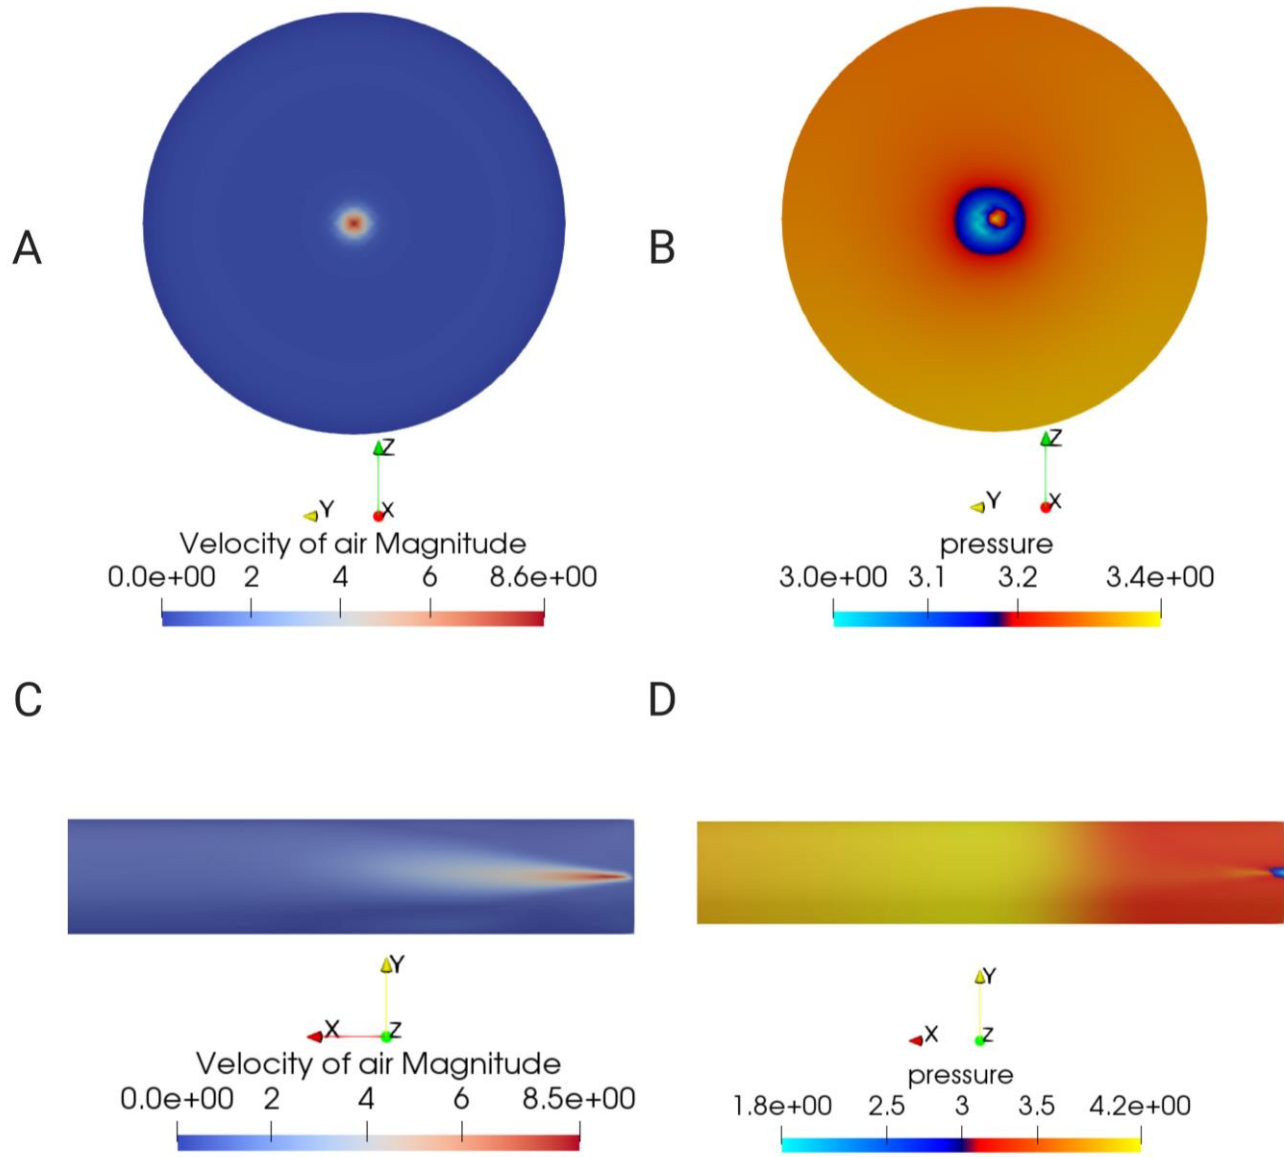 A
B
Z
Y
X
Velocity of air Magnitude
0.0e+00 2 4 6 8.6e+00
Z
Y
X
pressure
3.0e+00 3.1 3.2 3.4e+00
C
D
Y
X
Z
Velocity of air Magnitude
0.0e+00 2 4 6 8.5e+00
Y
X
Z
pressure
1.8e+00 2.5 3 3.5 4.2e+00